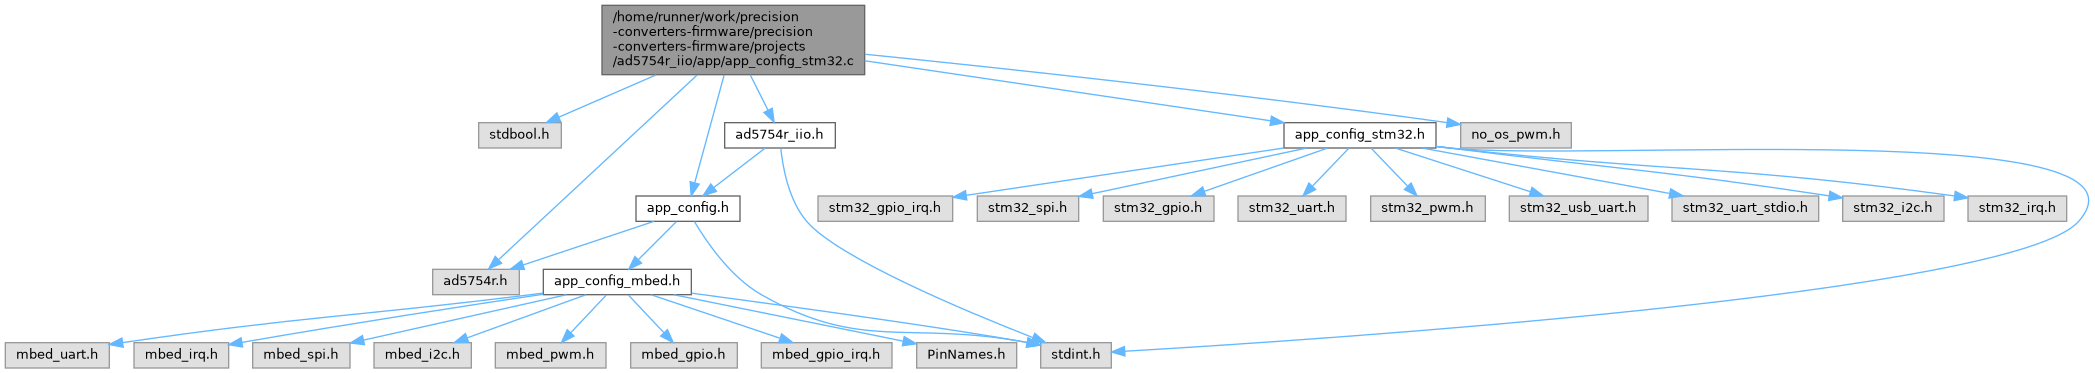 /home/runner/work/precision
-converters-firmware/precision
-converters-firmware/projects
/ad5754r_iio/app/app_config_stm32.c
stdbool.h
ad5754r_iio.h
app_config_stm32.h
no_os_pwm.h
app_config.h
stm32_gpio_irq.h
stm32_spi.h
stm32_gpio.h
stm32_uart.h
stm32_pwm.h
stm32_usb_uart.h
stm32_uart_stdio.h
stm32_i2c.h
stm32_irq.h
ad5754r.h
app_config_mbed.h
mbed_uart.h
mbed_irq.h
mbed_spi.h
mbed_i2c.h
mbed_pwm.h
mbed_gpio.h
mbed_gpio_irq.h
PinNames.h
stdint.h